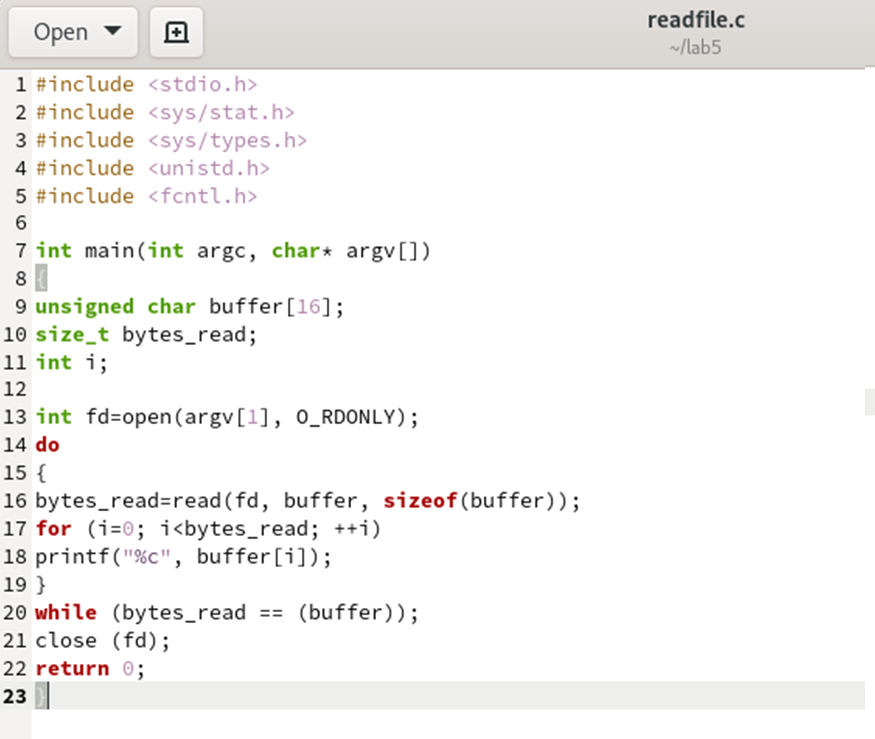 Open
readfile.c
~/lab5
1 #include <stdio.h>
2 #include <sys/stat.h>
3 #include <sys/types.h>
4 #include <unistd.h>
5 #include <fcntl.h>
6
7 int main(int argc, char* argv[])
8 {
9 unsigned char buffer[16];
10 size_t bytes_read;
11 int i;
12
13 int fd=open(argv[1], O_RDONLY);
14 do
15 {
16 bytes_read=read(fd, buffer, sizeof(buffer));
17 for (i=0; i<bytes_read; ++i)
18 printf("%c", buffer[i]);
19 }
20 while (bytes_read == (buffer));
21 close (fd);
22 return 0;
23 }